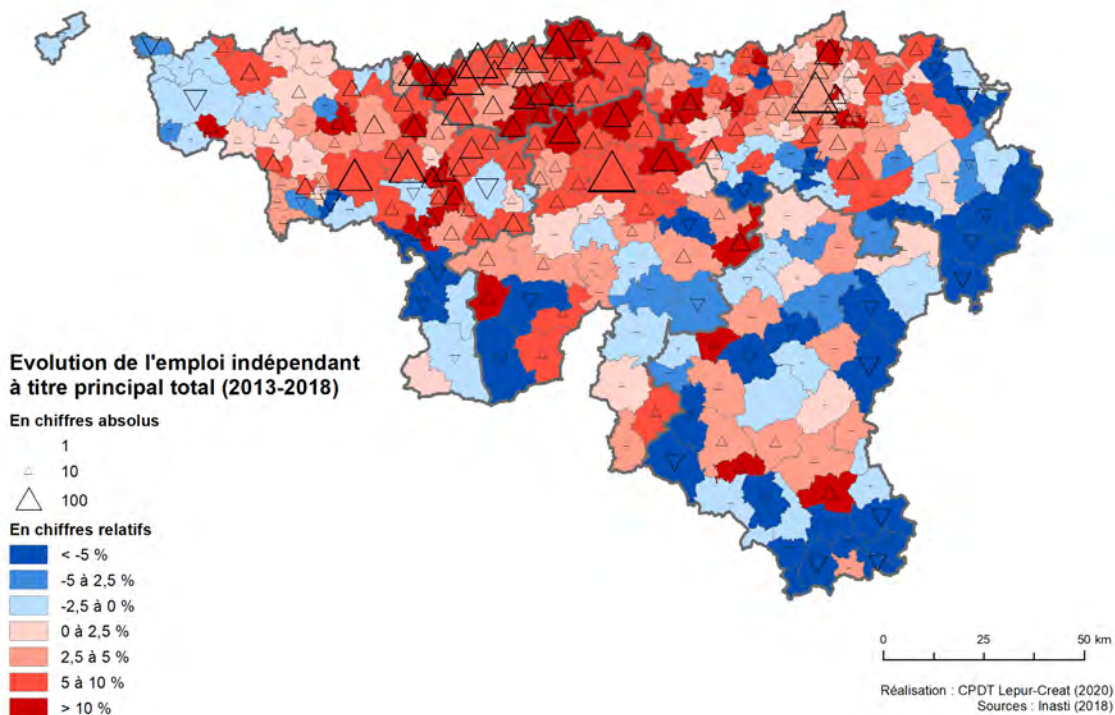 Evolution de l'emploi indépendant
à titre principal total (2013-2018)
En chiffres absolus
1
10
100
En chiffres relatifs
< -5 %
-5 à 2,5 %
-2,5 à 0 %
0 à 2,5 %
2,5 à 5 %
5 à 10 %
> 10 %
0 25 50 km
Réalisation : CPDT Lepur-Creat (2020)
Sources : Inasti (2018)